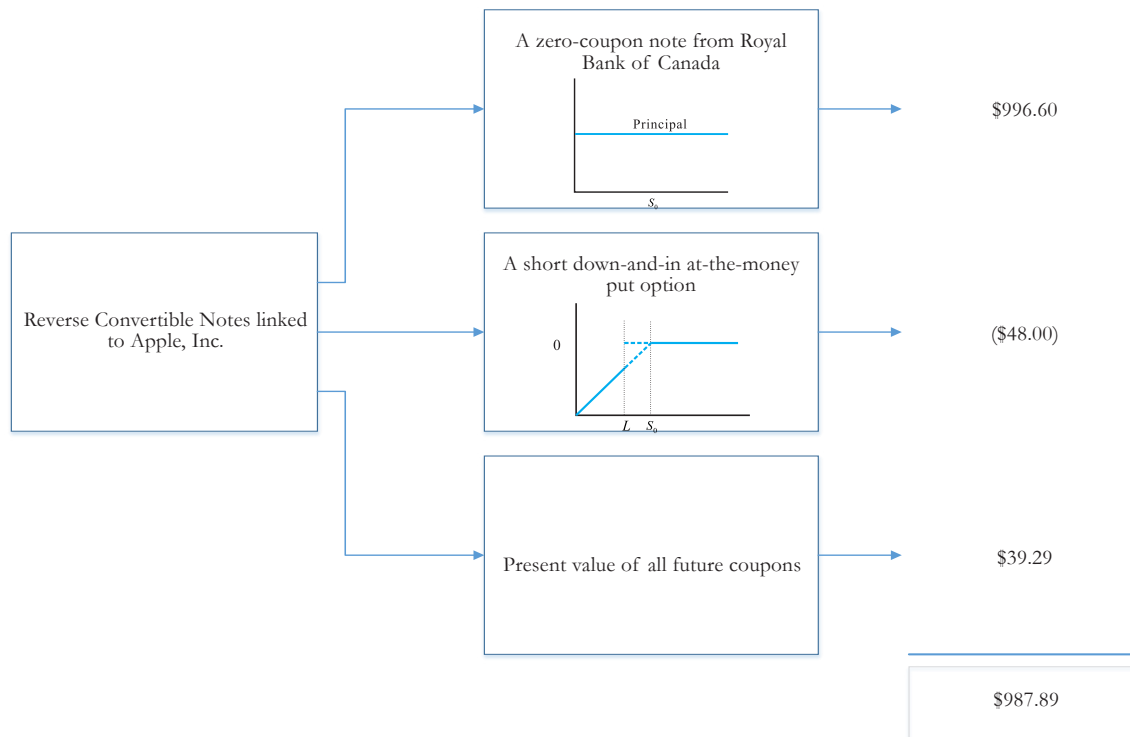 A zero-coupon note from Royal
Bank of Canada
Principal
S₀
$996.60
Reverse Convertible Notes linked
to Apple, Inc.
A short down-and-in at-the-money
put option
0
L S₀
($48.00)
Present value of all future coupons
$39.29
$987.89